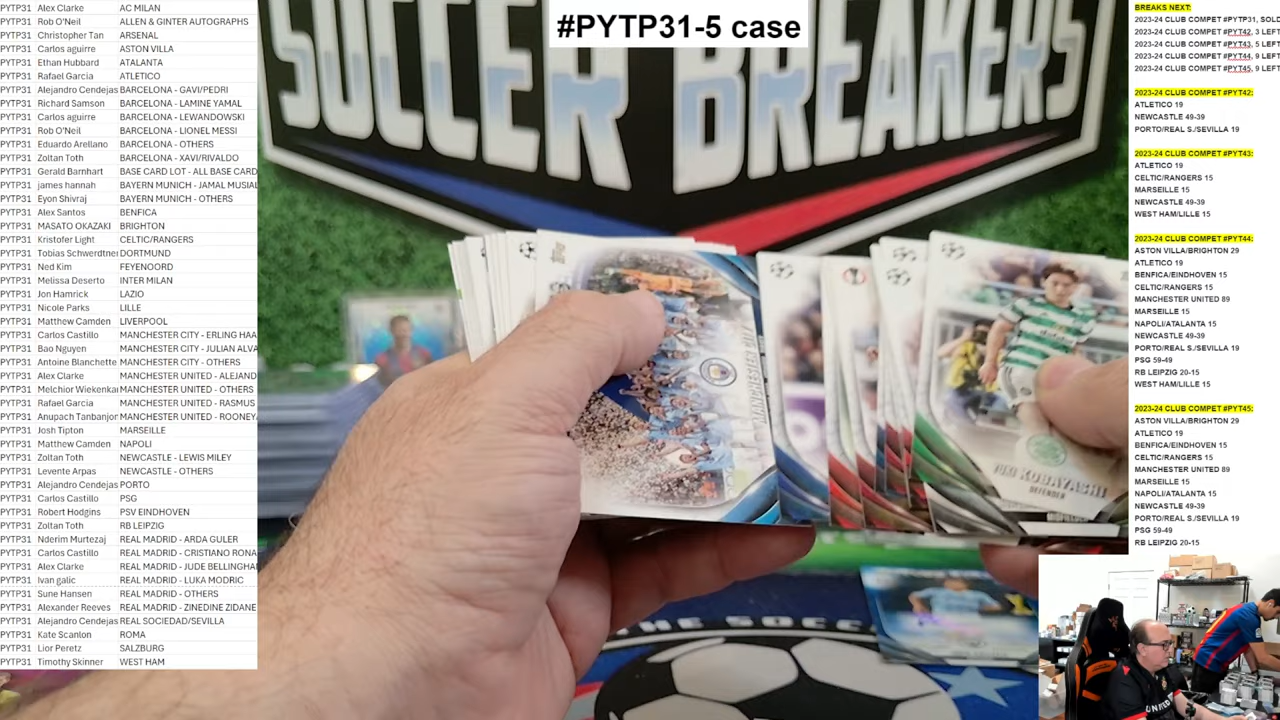 #PYTP31-5 case
SOCCER BREAKERS
PYTP31 Alex Clarke AC MILAN
PYTP31 Rob O'Neil ALLEN & GINTER AUTOGRAPHS
PYTP31 Christopher Tan ARSENAL
PYTP31 Carlos aguirre ASTON VILLA
PYTP31 Ethan Hubbard ATALANTA
PYTP31 Rafael Garcia ATLETICO
PYTP31 Alejandro Cendejas BARCELONA - GAVI/PEDRI
PYTP31 Richard Samson BARCELONA - LAMINE YAMAL
PYTP31 Carlos aguirre BARCELONA - LEWANDOWSKI
PYTP31 Rob O'Neil BARCELONA - LIONEL MESSI
PYTP31 Eduardo Arellano BARCELONA - OTHERS
PYTP31 Zoltan Toth BARCELONA - XAVI/RIVALDO
PYTP31 Gerald Barnhart BASE CARD LOT - ALL BASE CARD
PYTP31 james hannah BAYERN MUNICH - JAMAL MUSIAL
PYTP31 Eyon Shivraj BAYERN MUNICH - OTHERS
PYTP31 Alex Santos BENFICA
PYTP31 MASATO OKAZAKI BRIGHTON
PYTP31 Kristofer Light CELTIC/RANGERS
PYTP31 Tobias Schwerdtner DORTMUND
PYTP31 Ned Kim FEYENOORD
PYTP31 Melissa Deserto INTER MILAN
PYTP31 Jon Hamrick LAZIO
PYTP31 Nicole Parks LILLE
PYTP31 Matthew Camden LIVERPOOL
PYTP31 Carlos Castillo MANCHESTER CITY - ERLING HAA
PYTP31 Bao Nguyen MANCHESTER CITY - JULIAN ALVA
PYTP31 Antoine Blanchette MANCHESTER CITY - OTHERS
PYTP31 Alex Clarke MANCHESTER UNITED - ALEJAND
PYTP31 Melchior Wiekenkar MANCHESTER UNITED - OTHERS
PYTP31 Rafael Garcia MANCHESTER UNITED - RASMUS
PYTP31 Anupach Tanbanjor MANCHESTER UNITED - ROONEY
PYTP31 Josh Tipton MARSEILLE
PYTP31 Matthew Camden NAPOLI
PYTP31 Zoltan Toth NEWCASTLE - LEWIS MILEY
PYTP31 Levente Arpas NEWCASTLE - OTHERS
PYTP31 Alejandro Cendejas PORTO
PYTP31 Carlos Castillo PSG
PYTP31 Robert Hodgins PSV EINDHOVEN
PYTP31 Zoltan Toth RB LEIPZIG
PYTP31 Nderim Murtezaj REAL MADRID - ARDA GULER
PYTP31 Carlos Castillo REAL MADRID - CRISTIANO RONA
PYTP31 Alex Clarke REAL MADRID - JUDE BELLINGHA
PYTP31 Ivan galic REAL MADRID - LUKA MODRIC
PYTP31 Sune Hansen REAL MADRID - OTHERS
PYTP31 Alexander Reeves REAL MADRID - ZINEDINE ZIDANE
PYTP31 Alejandro Cendejas REAL SOCIEDAD/SEVILLA
PYTP31 Kate Scanlon ROMA
PYTP31 Lior Peretz SALZBURG
PYTP31 Timothy Skinner WEST HAM
YUKI KOBAYASHI
DEFENDER
BREAKS NEXT:
2023-24 CLUB COMPET #PYTP31, SOLD
2023-24 CLUB COMPET #PYT42, 3 LEFT
2023-24 CLUB COMPET #PYT43, 5 LEFT
2023-24 CLUB COMPET #PYT44, 9 LEFT
2023-24 CLUB COMPET #PYT45, 9 LEFT
2023-24 CLUB COMPET #PYT42:
ATLETICO 19
NEWCASTLE 49-39
PORTO/REAL S./SEVILLA 19
2023-24 CLUB COMPET #PYT43:
ATLETICO 19
CELTIC/RANGERS 15
MARSEILLE 15
NEWCASTLE 49-39
WEST HAM/LILLE 15
2023-24 CLUB COMPET #PYT44:
ASTON VILLA/BRIGHTON 29
ATLETICO 19
BENFICA/EINDHOVEN 15
CELTIC/RANGERS 15
MANCHESTER UNITED 89
MARSEILLE 15
NAPOLI/ATALANTA 15
NEWCASTLE 49-39
PORTO/REAL S./SEVILLA 19
PSG 59-49
RB LEIPZIG 20-15
WEST HAM/LILLE 15
2023-24 CLUB COMPET #PYT45:
ASTON VILLA/BRIGHTON 29
ATLETICO 19
BENFICA/EINDHOVEN 15
CELTIC/RANGERS 15
MANCHESTER UNITED 89
MARSEILLE 15
NAPOLI/ATALANTA 15
NEWCASTLE 49-39
PORTO/REAL S./SEVILLA 19
PSG 59-49
RB LEIPZIG 20-15